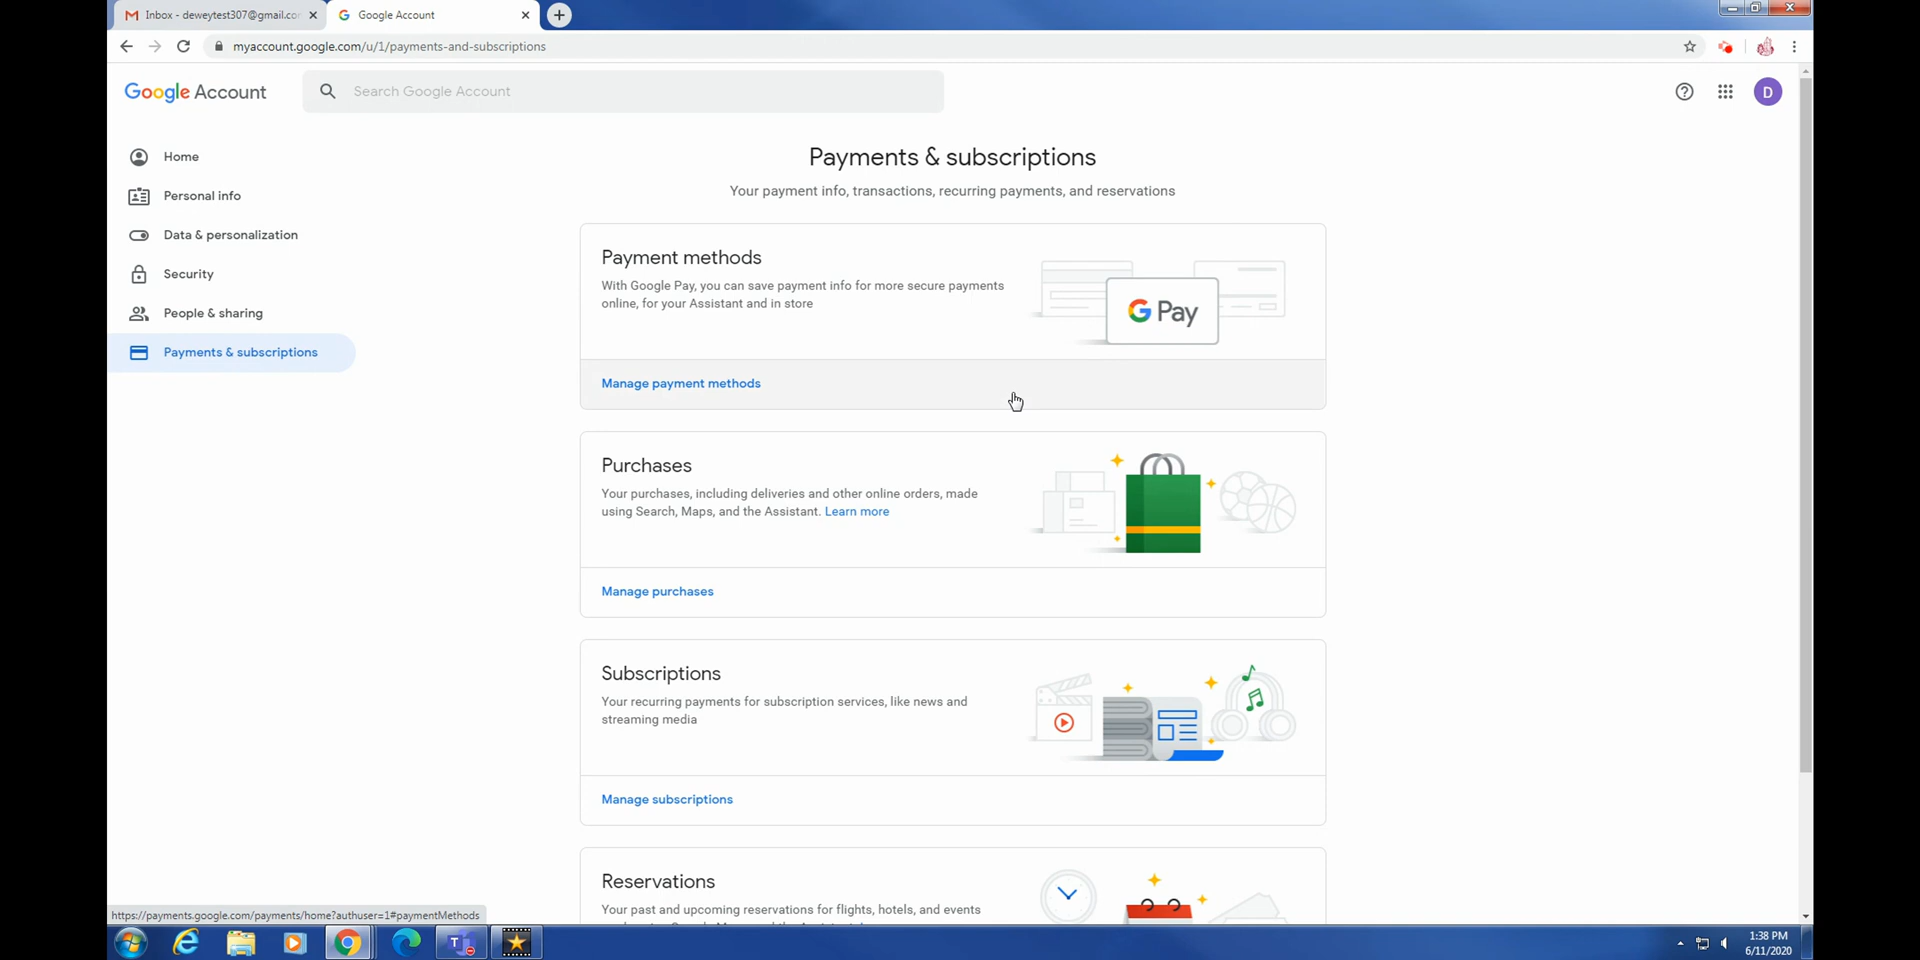 Inbox - deweytest307@gmail.co
Google Account
myaccount.google.com/u/1/payments-and-subscriptions
Google Account
Search Google Account
D
Home
Personal info
Data & personalization
Security
People & sharing
Payments & subscriptions
Payments & subscriptions
Your payment info, transactions, recurring payments, and reservations
Payment methods
With Google Pay, you can save payment info for more secure payments
online, for your Assistant and in store
G Pay
Manage payment methods
Purchases
Your purchases, including deliveries and other online orders, made
using Search, Maps, and the Assistant. Learn more
Manage purchases
Subscriptions
Your recurring payments for subscription services, like news and
streaming media
Manage subscriptions
Reservations
Your past and upcoming reservations for flights, hotels, and events
https://payments.google.com/payments/home?authuser=1#paymentMethods
1:38 PM
6/11/2020